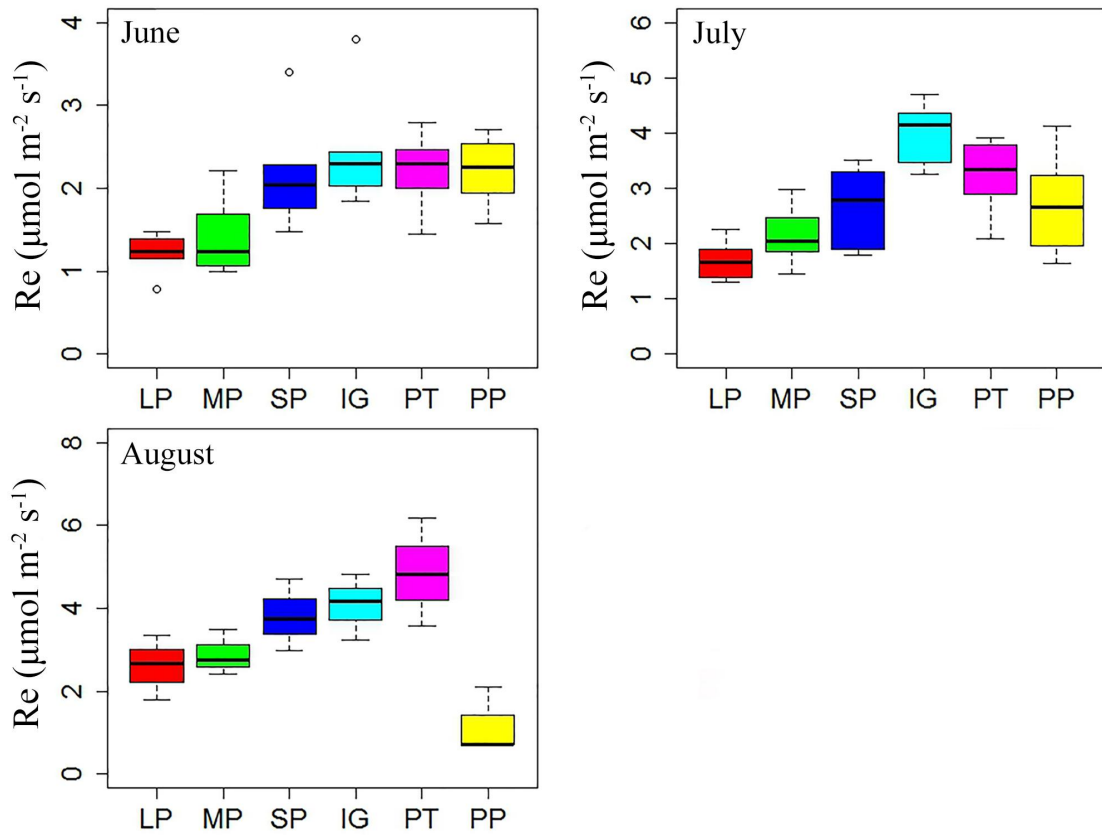 June
Re (µmol m⁻² s⁻¹)
4
3
2
1
0
LP MP SP IG PT PP
July
Re (µmol m⁻² s⁻¹)
6
5
4
3
2
1
0
LP MP SP IG PT PP
August
Re (µmol m⁻² s⁻¹)
8
6
4
2
0
LP MP SP IG PT PP